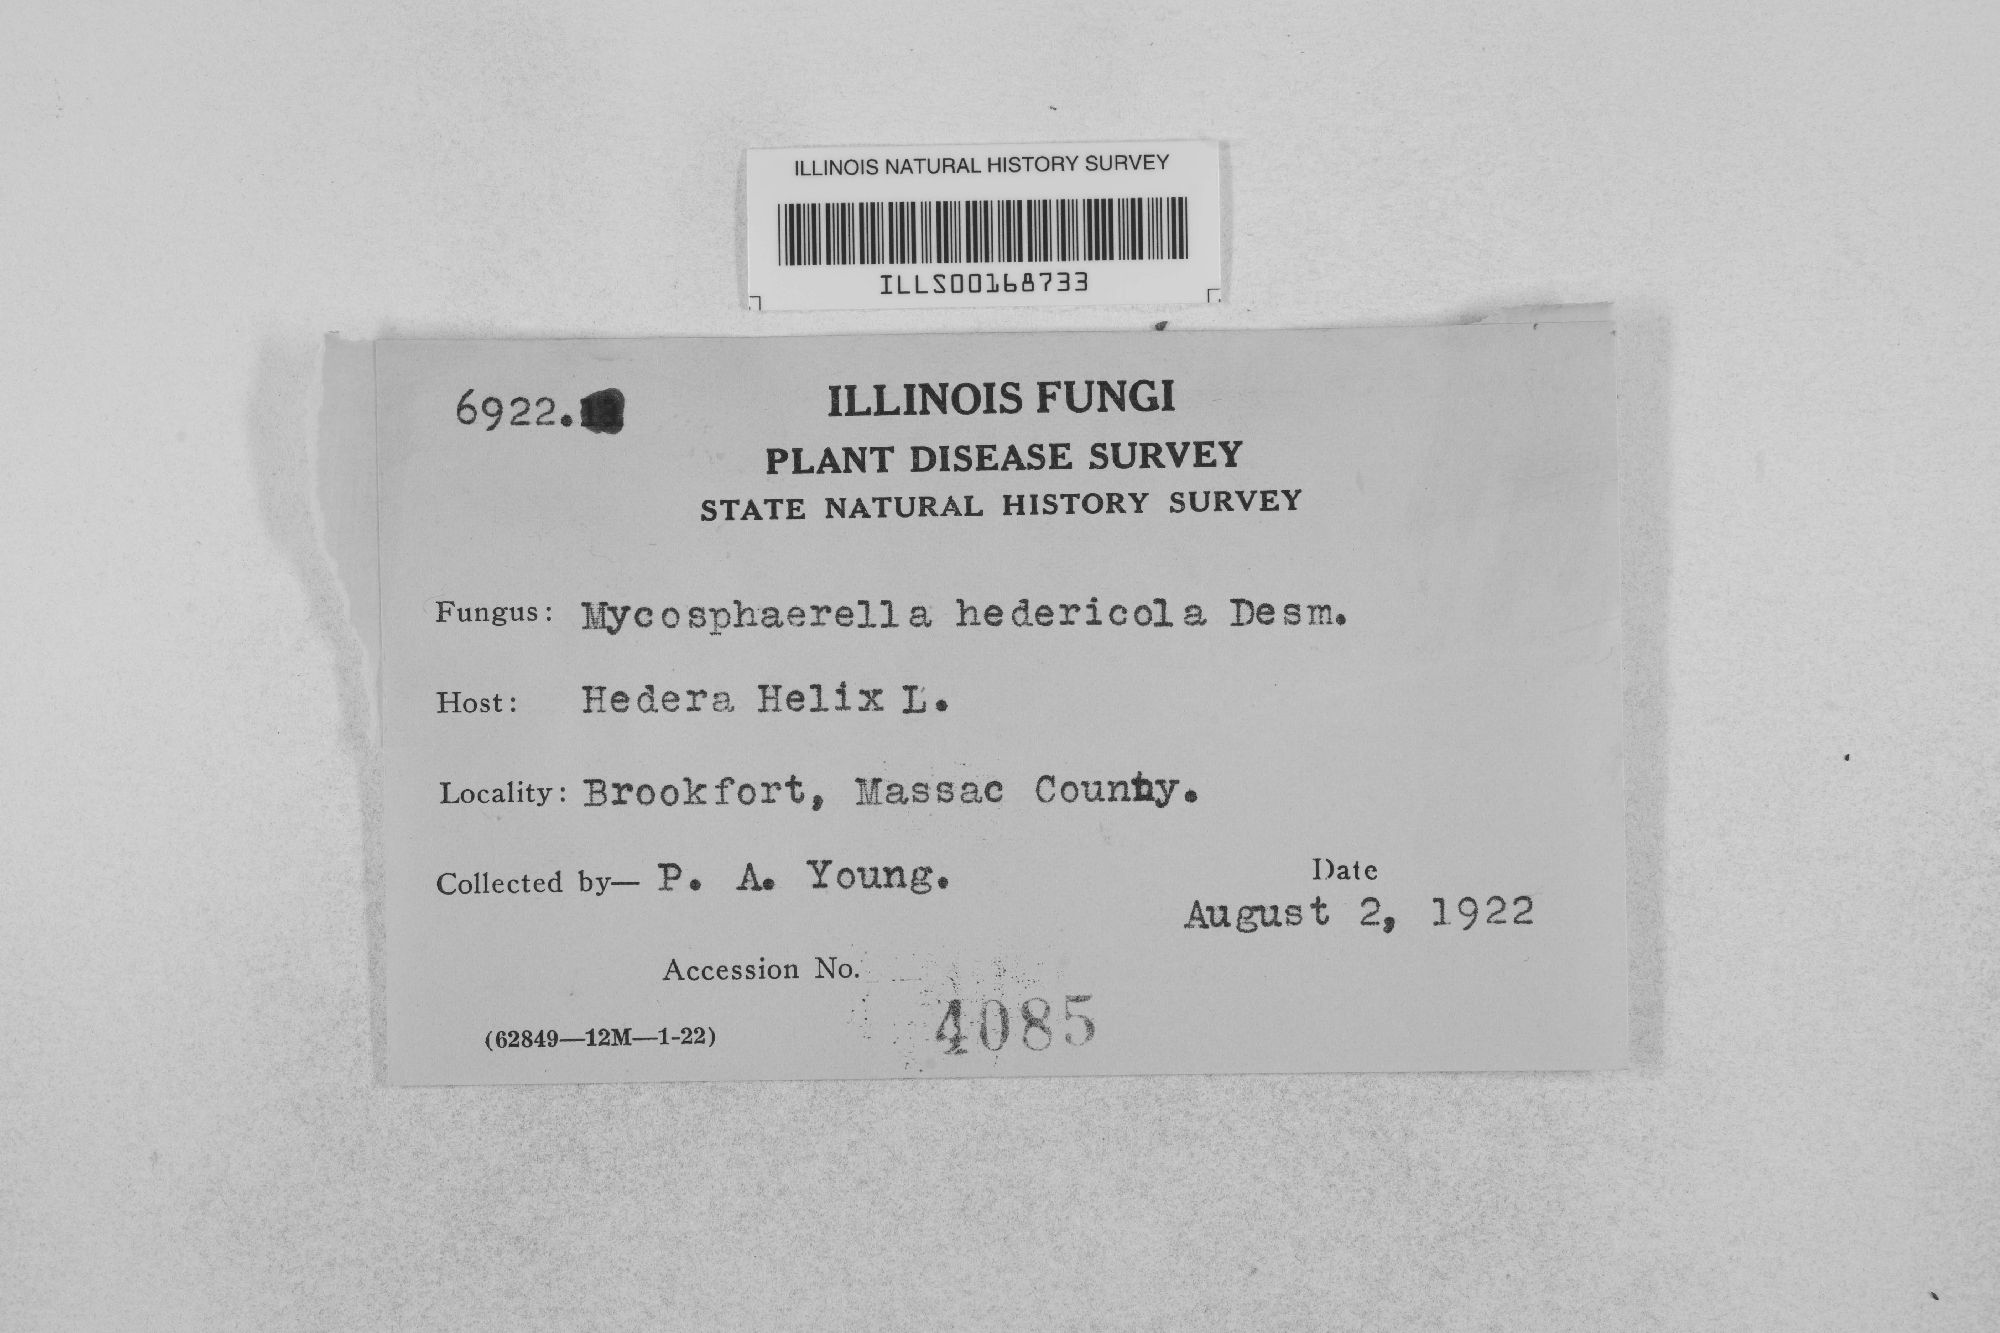 ILLINOIS NATURAL HISTORY SURVEY
ILLS00168733
6922.
ILLINOIS FUNGI
PLANT DISEASE SURVEY
STATE NATURAL HISTORY SURVEY
Fungus: Mycosphaerella hedericola Desm.
Host: Hedera Helix L.
Locality: Brookfort, Massac County.
Collected by— P. A. Young.
Date
August 2, 1922
Accession No.
4085
(62849—12M—1-22)